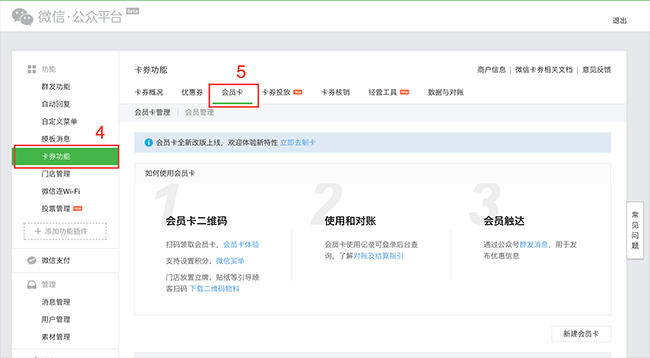 微信·公众平台 Beta
退出
功能
群发功能
自动回复
自定义菜单
模板消息
4
卡券功能
门店管理
微信连Wi-Fi
投票管理
+ 添加功能插件
微信支付
管理
消息管理
用户管理
素材管理
卡券功能
商户信息 | 微信卡券相关文档 | 意见反馈
5
卡券概况 优惠券 会员卡 卡券投放 卡券核销 经营工具 数据与对账
会员卡管理 | 会员管理
会员卡全新改版上线，欢迎体验新特性 立即去制卡
如何使用会员卡
1
会员卡二维码
扫码领取会员卡，会员卡体验
支持设置积分，微信买单
门店放置立牌、贴纸等引导顾
客扫码 下载二维码物料
2
使用和对账
会员卡使用记录可登录后台查
询，了解对账及结算指引
3
会员触达
通过公众号群发消息，用于发
布优惠信息
新建会员卡
常见问题